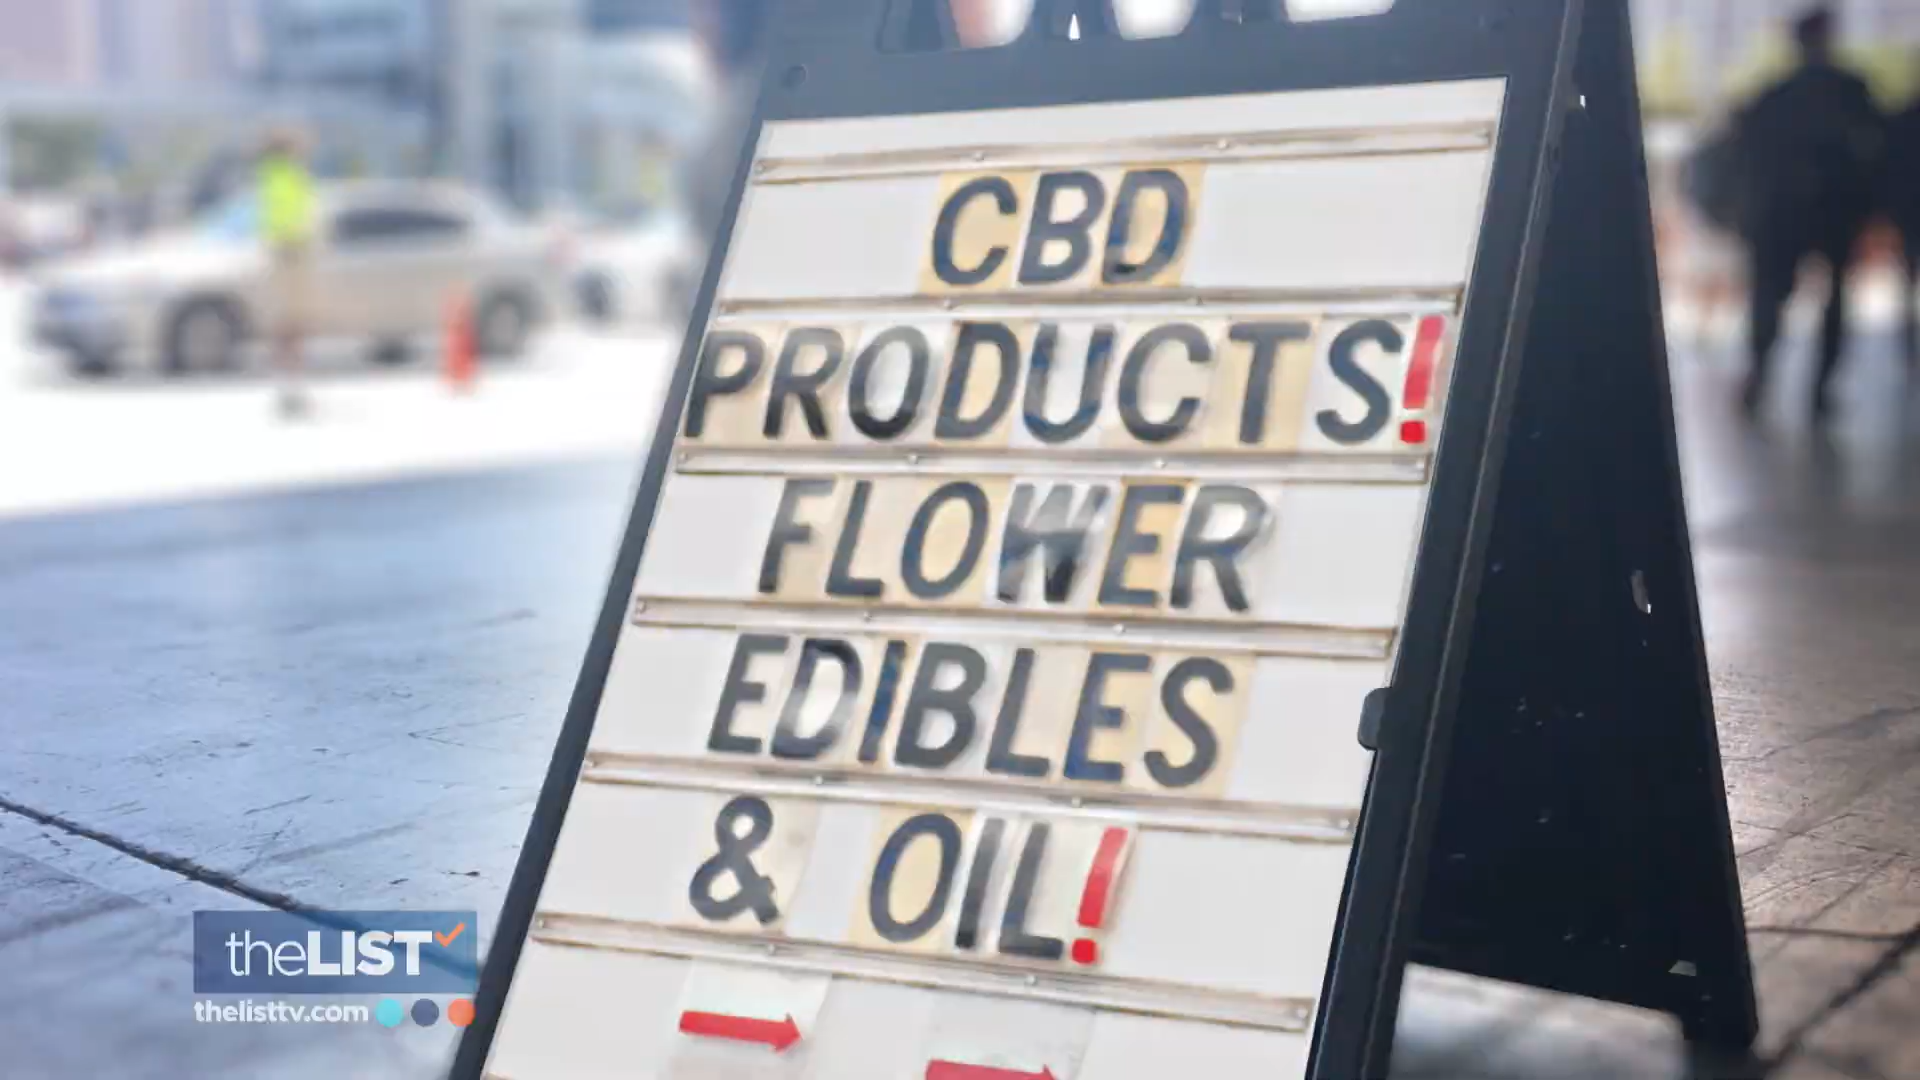 CBD
PRODUCTS!
FLOWER
EDIBLES
& OIL!
theLIST
thelisttv.com